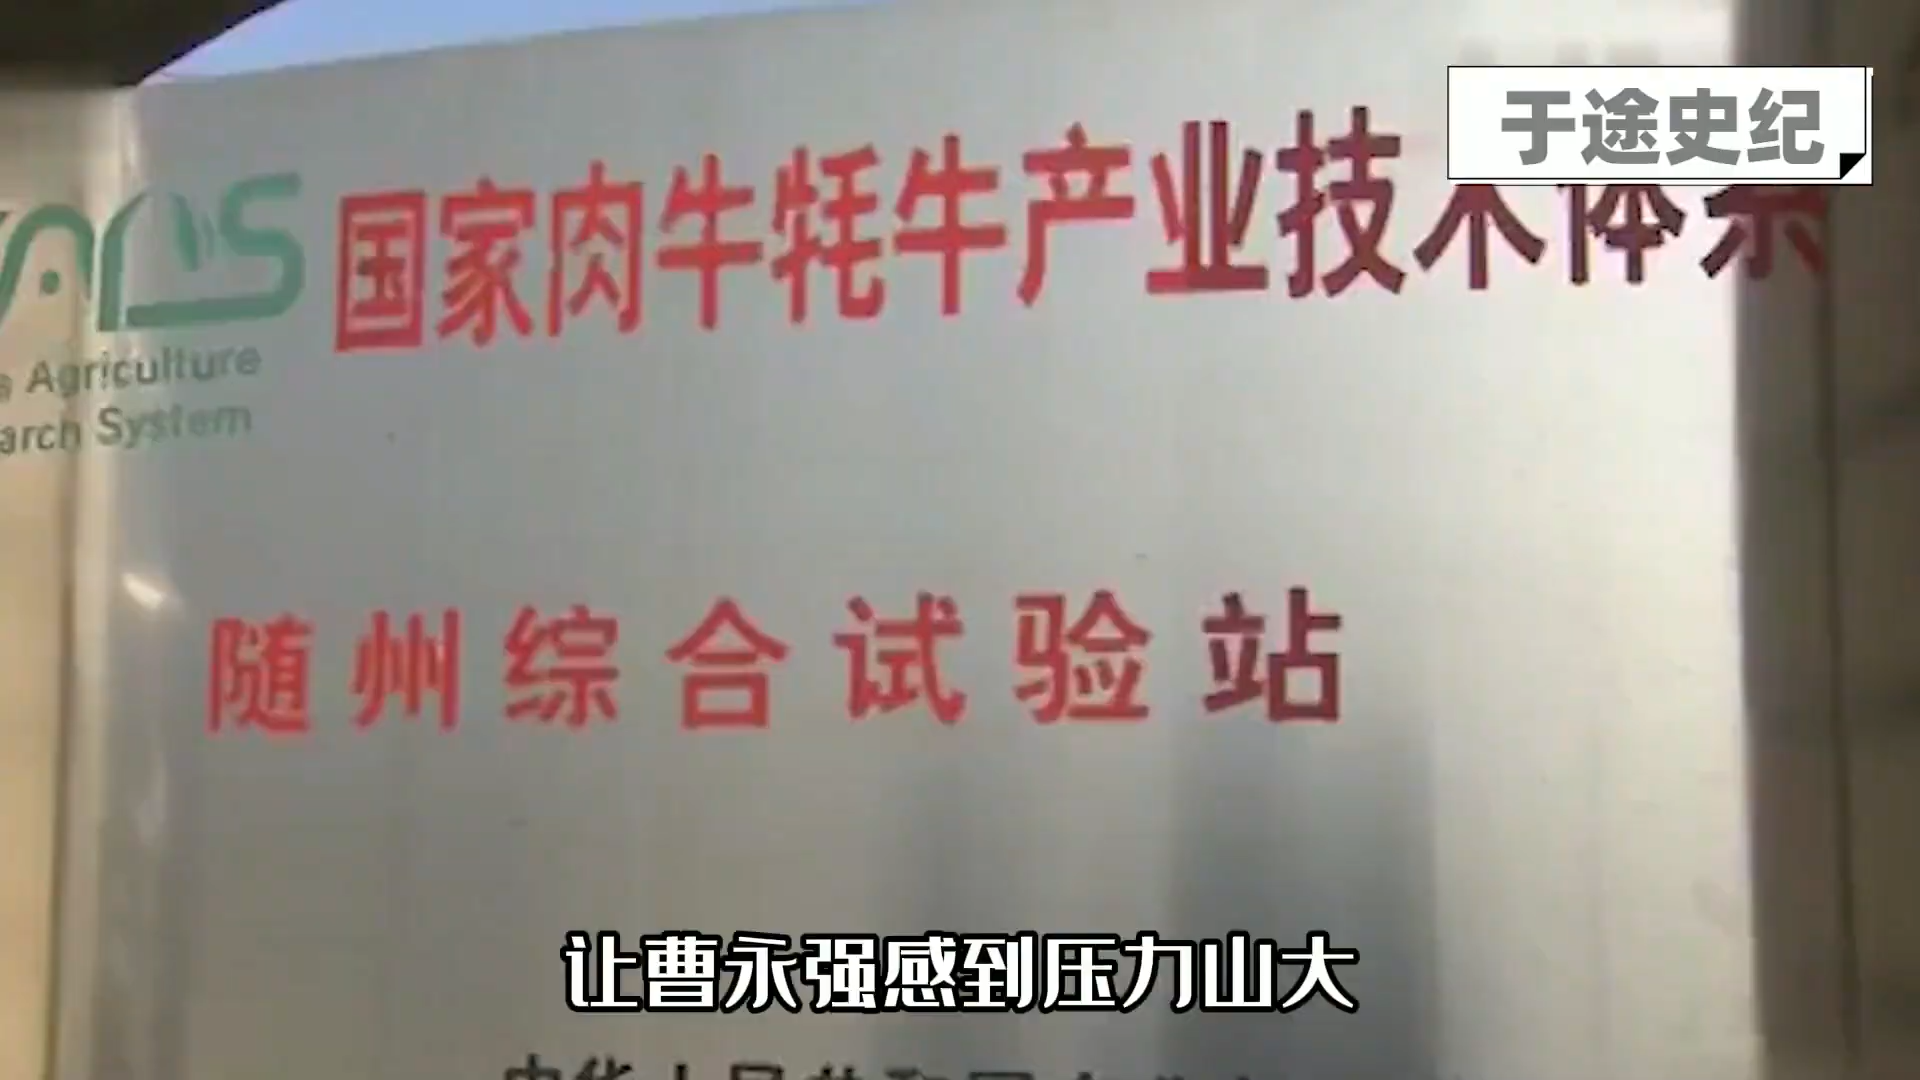 于途史纪
国家肉牛牦牛产业技术体系
Agriculture
System
随州综合试验站
让曹永强感到压力山大